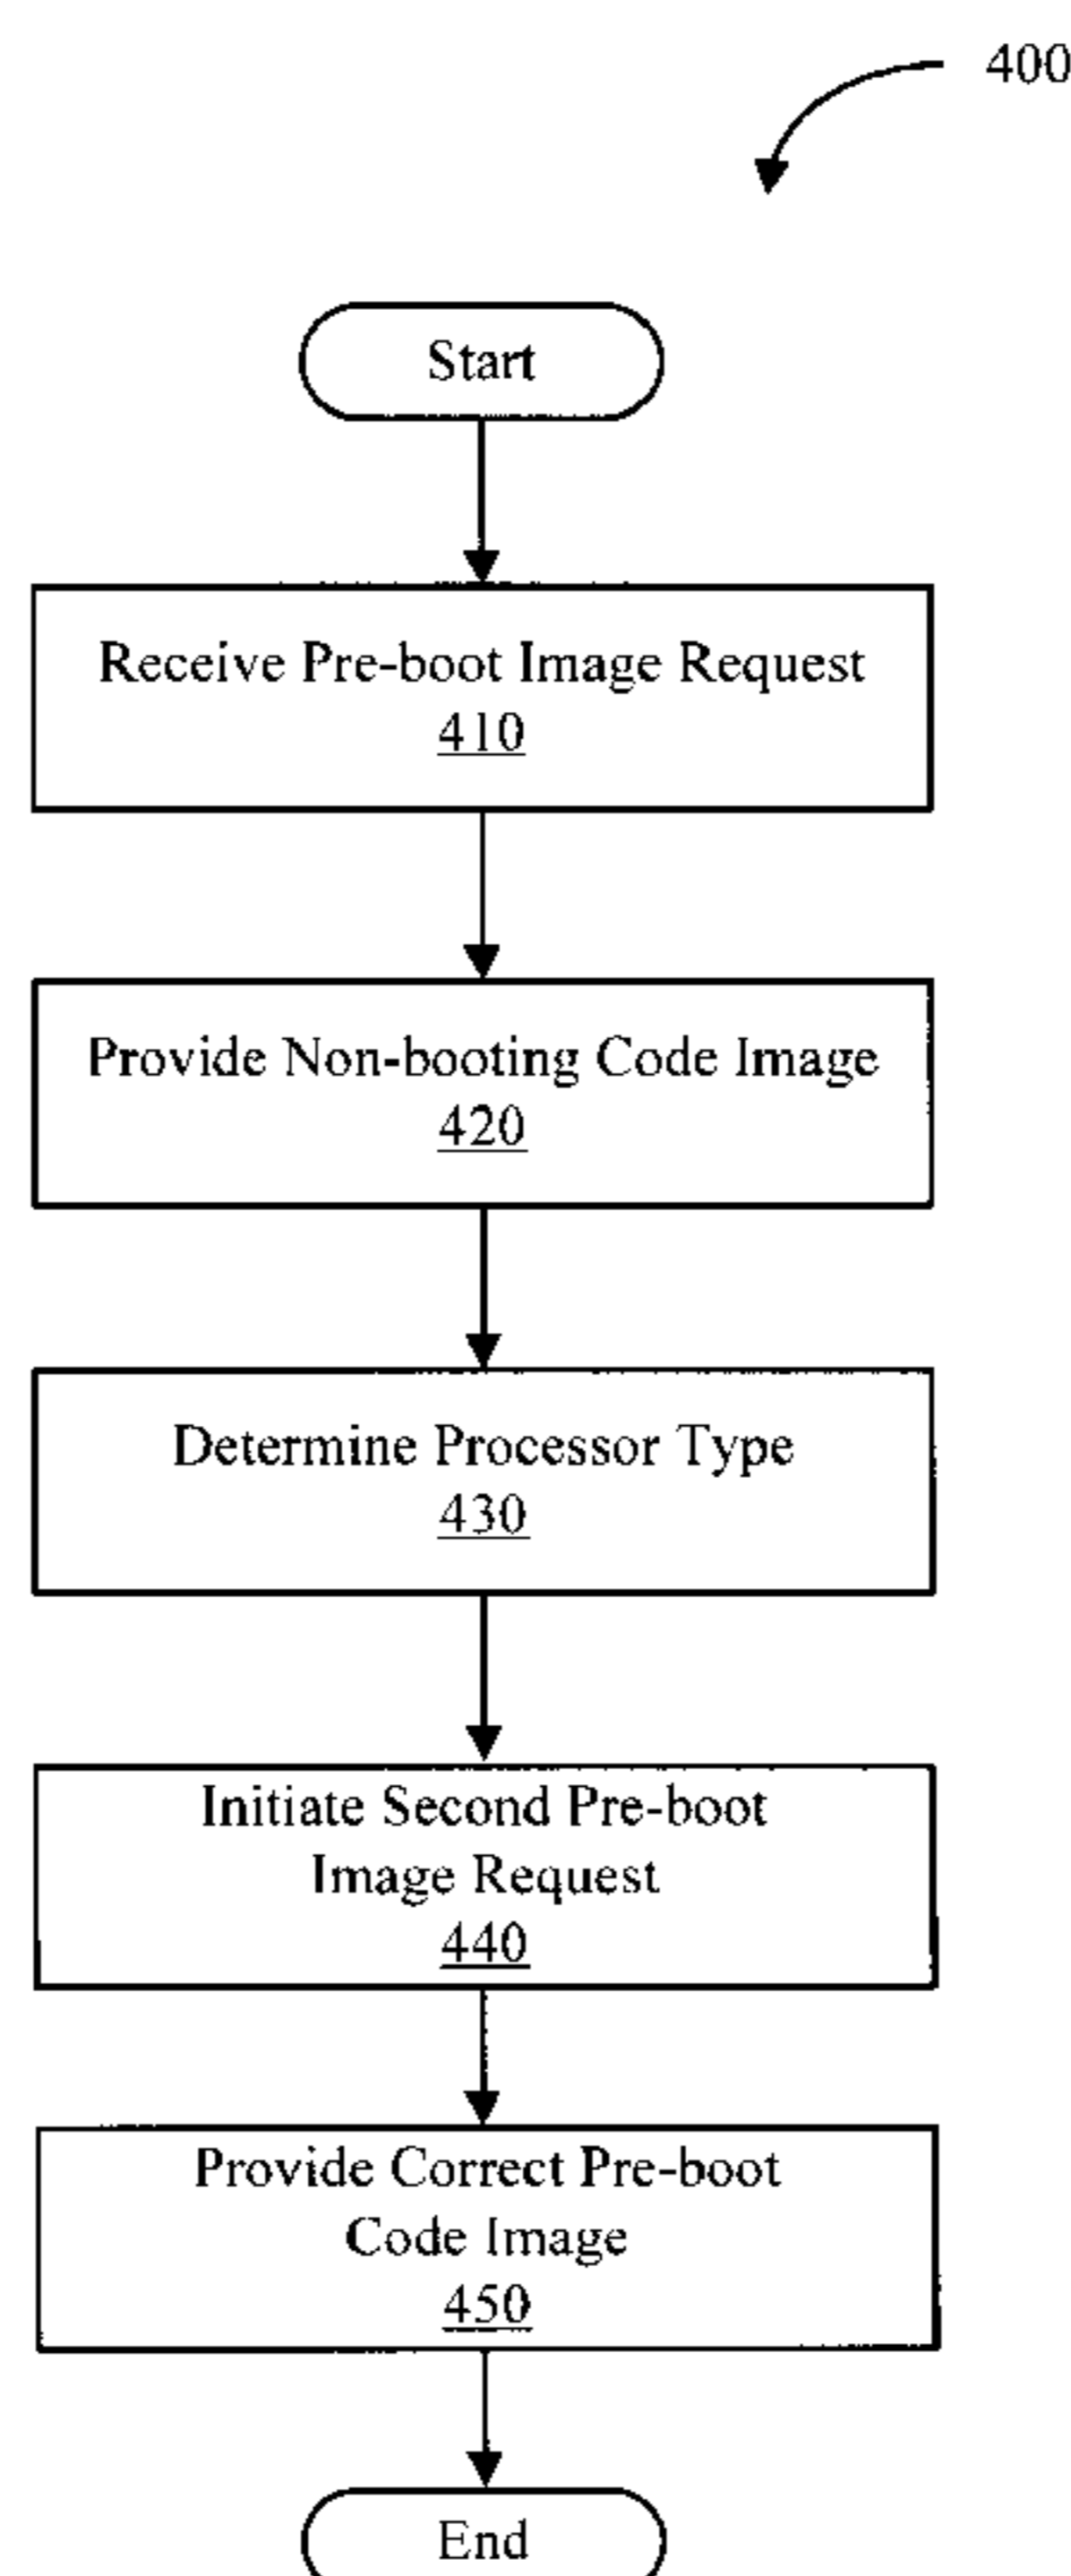 400
Start
Receive Pre-boot Image Request
410
Provide Non-booting Code Image
420
Determine Processor Type
430
Initiate Second Pre-boot
Image Request
440
Provide Correct Pre-boot
Code Image
450
End